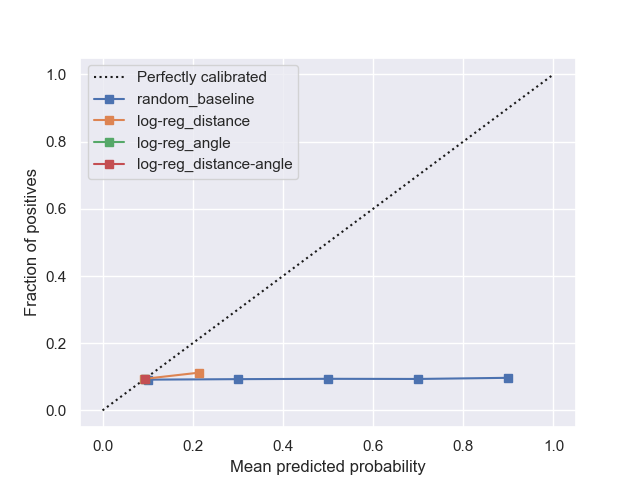 Perfectly calibrated
random_baseline
log-reg_distance
log-reg_angle
log-reg_distance-angle
Fraction of positives
1.0
0.8
0.6
0.4
0.2
0.0
0.0 0.2 0.4 0.6 0.8 1.0
Mean predicted probability